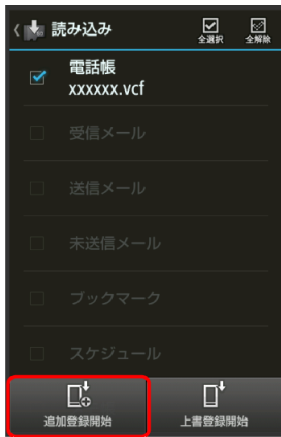 読み込み
全選択
全解除
電話帳
xxxxxx.vcf
受信メール
送信メール
未送信メール
ブックマーク
スケジュール
追加登録開始
上書登録開始